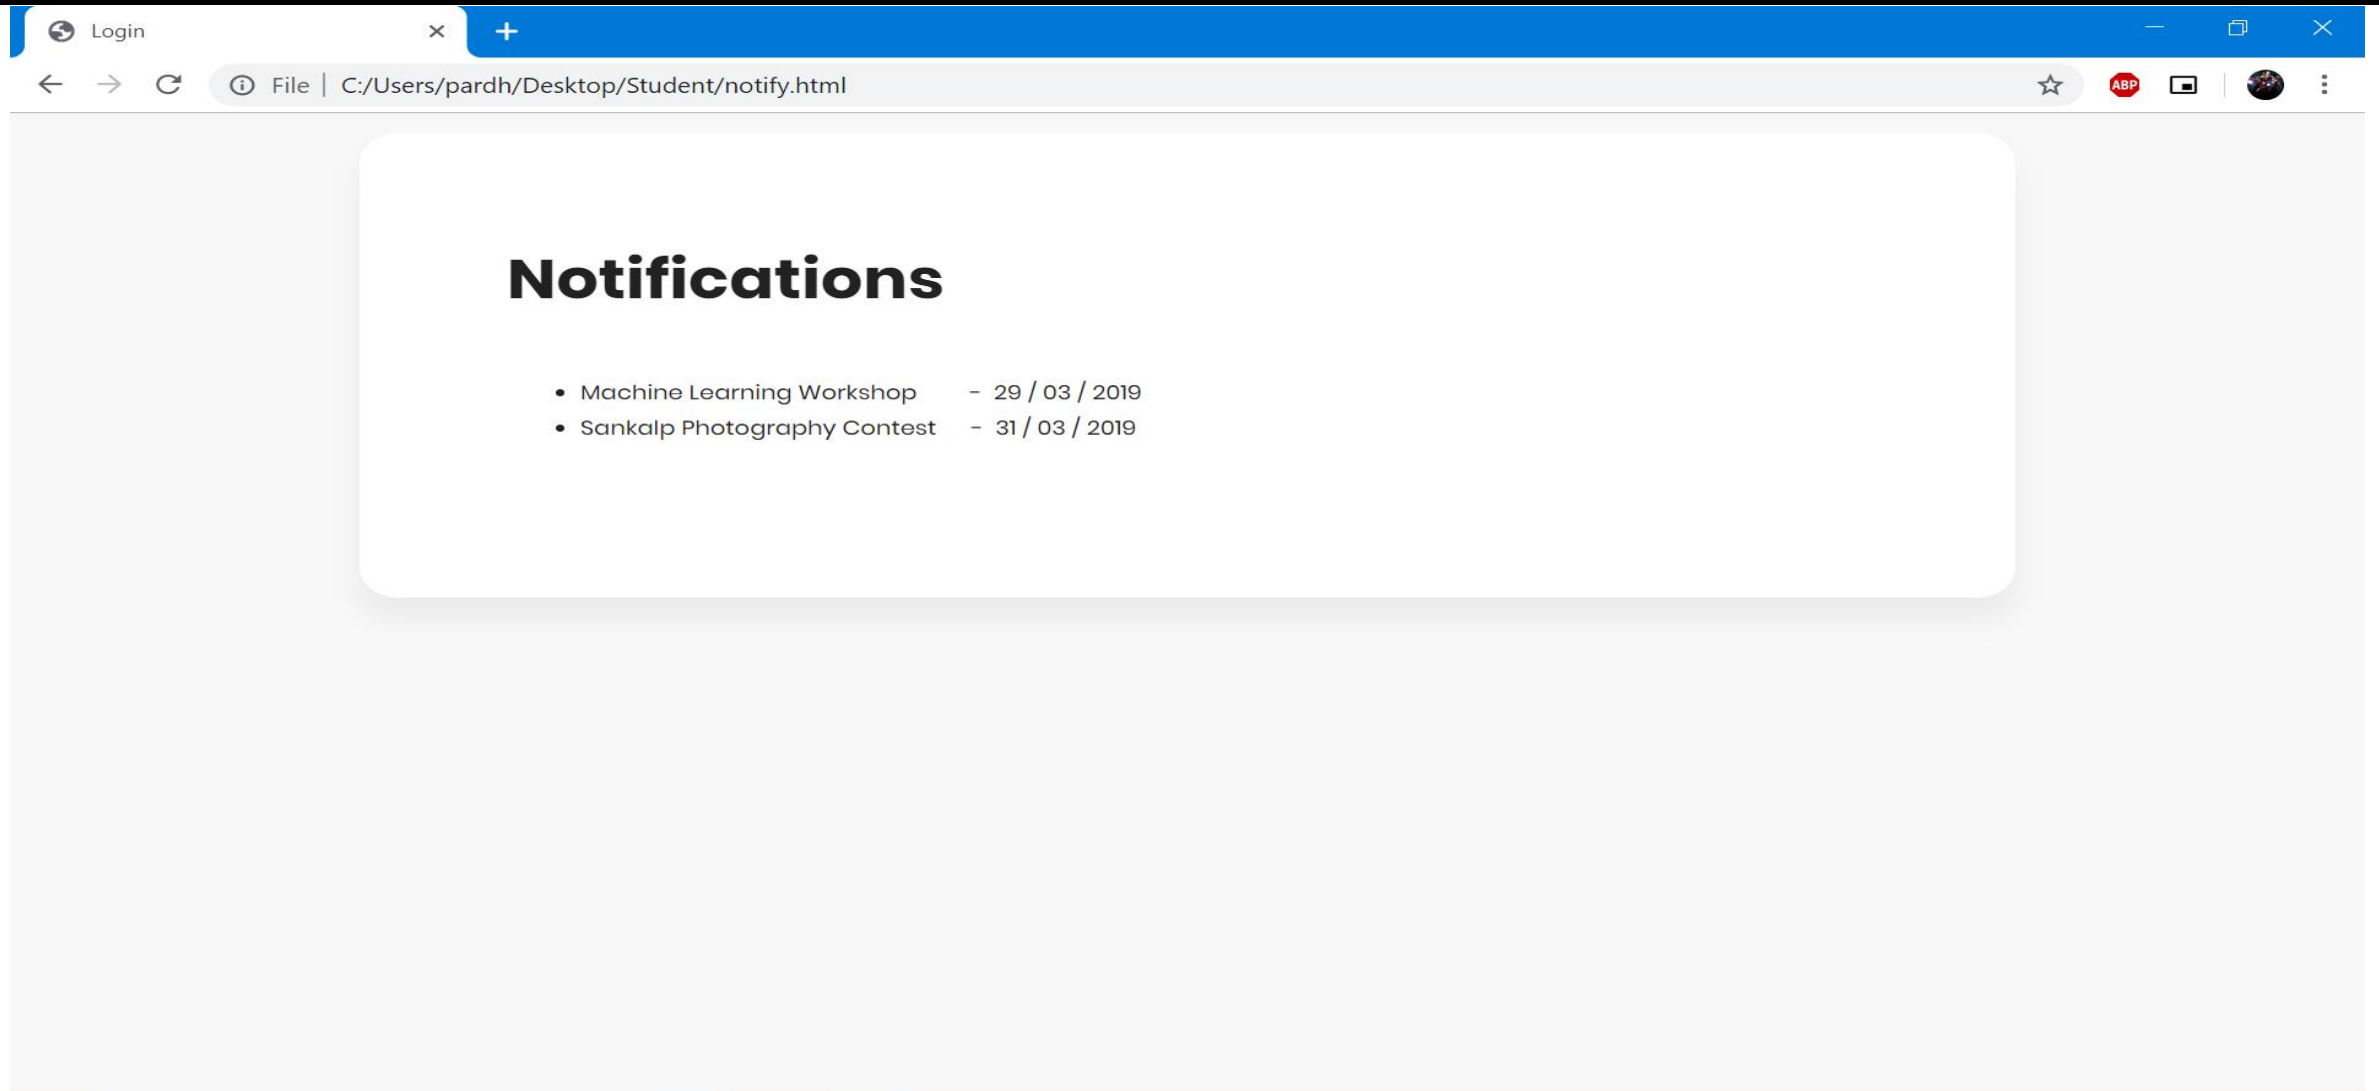 Login
File | C:/Users/pardh/Desktop/Student/notify.html
ABP
Notifications
• Machine Learning Workshop - 29 / 03 / 2019
• Sankalp Photography Contest - 31 / 03 / 2019